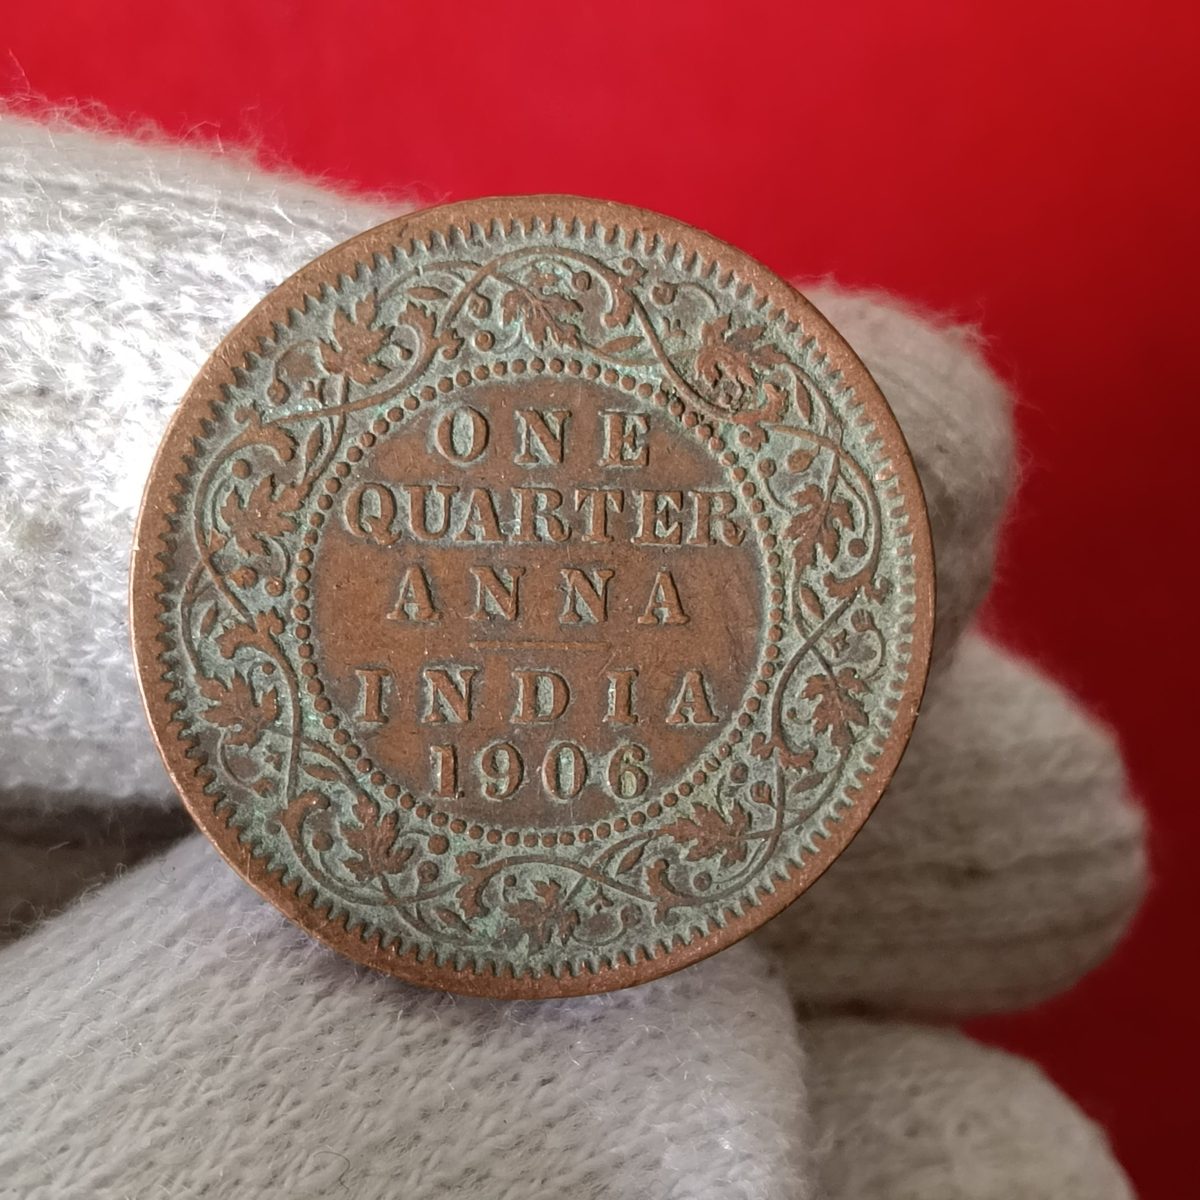 ONE
QUARTER
ANNA
INDIA
1906